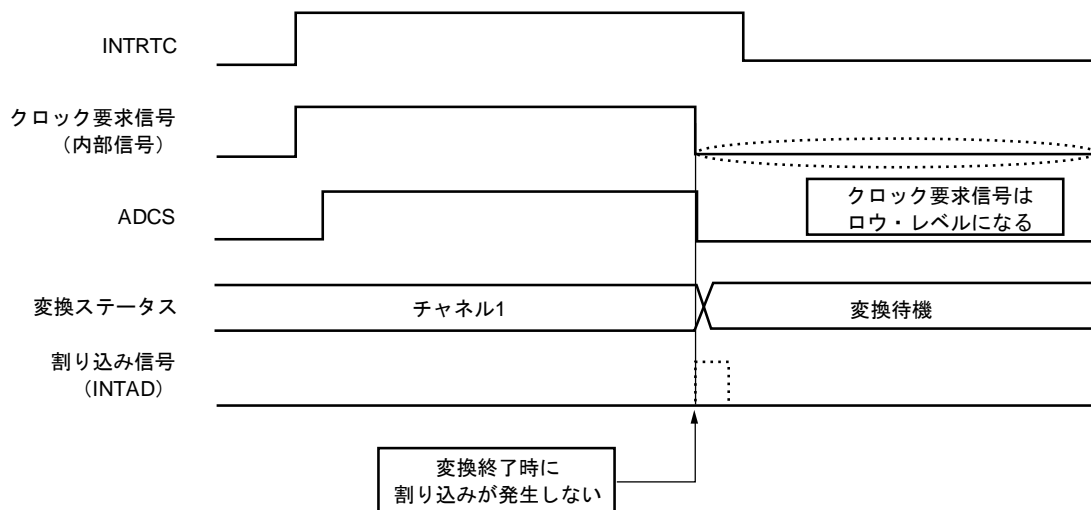 INTRTC
クロック要求信号
（内部信号）
ADCS
クロック要求信号は
ロウ・レベルになる
変換ステータス
チャネル1
変換待機
割り込み信号
（INTAD）
変換終了時に
割り込みが発生しない